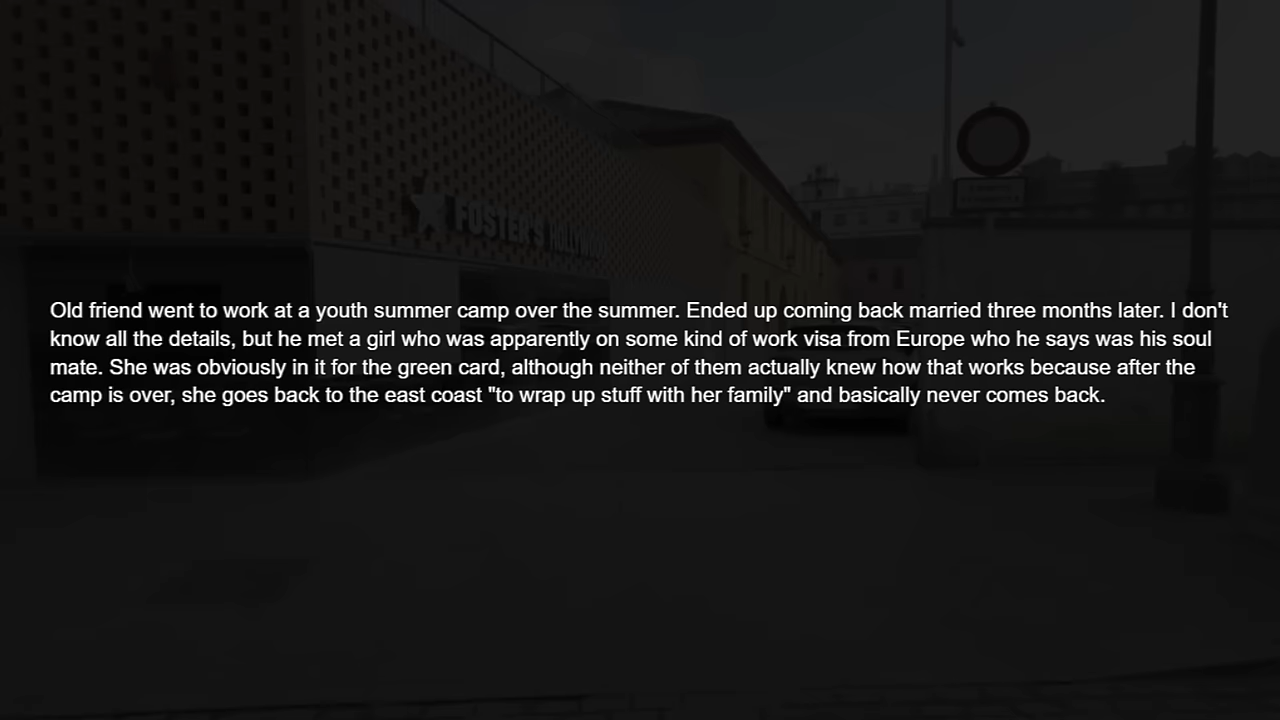 FOSTER'S HOLLYWOOD
Old friend went to work at a youth summer camp over the summer. Ended up coming back married three months later. I don't
know all the details, but he met a girl who was apparently on some kind of work visa from Europe who he says was his soul
mate. She was obviously in it for the green card, although neither of them actually knew how that works because after the
camp is over, she goes back to the east coast "to wrap up stuff with her family" and basically never comes back.